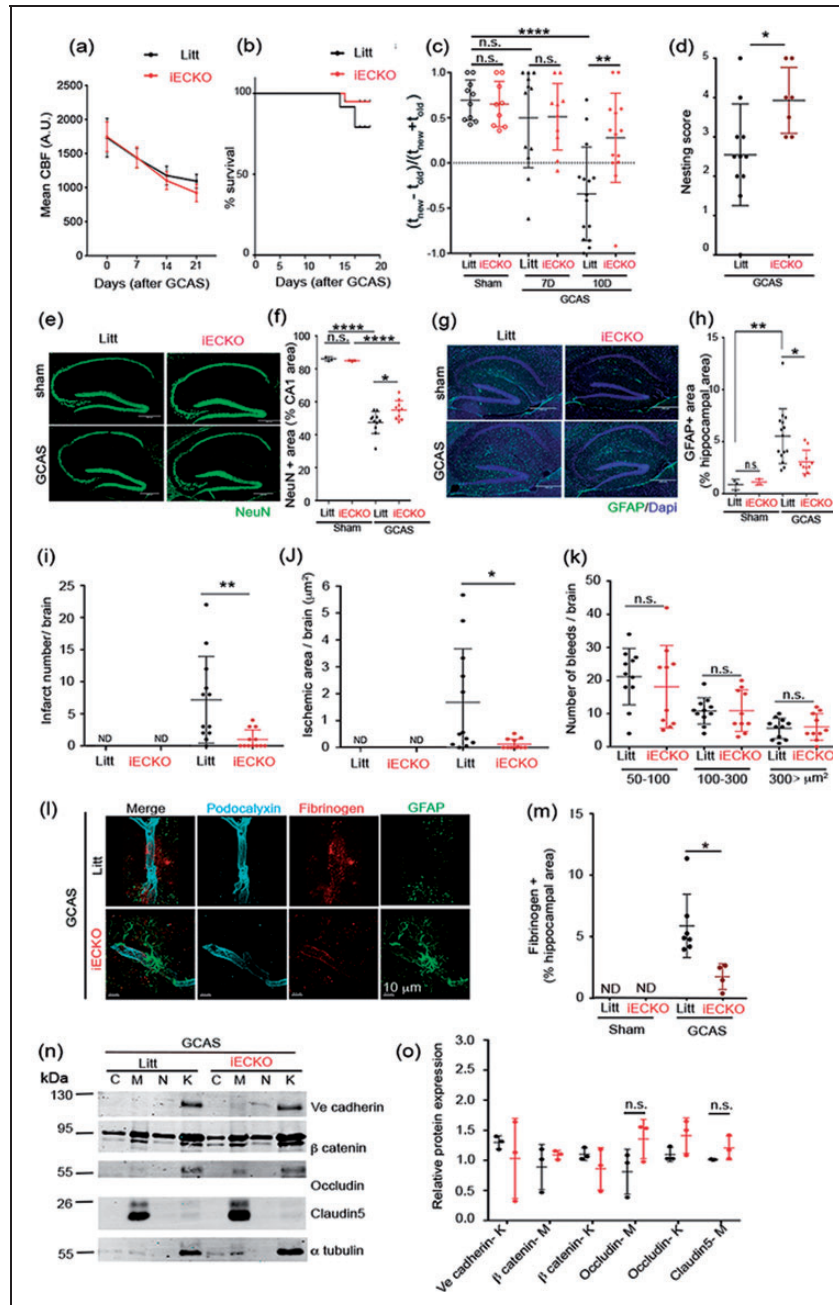 (a)
Litt
iECKO
Mean CBF (A.U.)
2500
2000
1500
1000
500
0
0 7 14 21
Days (after GCAS)
(b)
Litt
iECKO
% survival
100
50
0
0 5 10 15 20
Days (after GCAS)
(c)
****
n.s.
n.s. n.s. **
(tnew- told)/(tnew+told)
1.0
0.5
0.0
0.5
-1.0
Litt iECKO Litt iECKO Litt iECKO
Sham 7D 10D
GCAS
(d)
*
Nesting score
5
4
3
2
1
0
Litt iECKO
GCAS
(e)
Litt iECKO
sham
GCAS
NeuN
(f)
****
n.s. ****
*
NeuN + area (% CA1 area)
100
80
60
40
20
0
Litt iECKO Litt iECKO
Sham GCAS
(g)
Litt iECKO
sham
GCAS
GFAP/Dapi
(h)
**
*
n.s.
GFAP+ area
(% hippocampal area)
15
10
5
0
Litt iECKO Litt iECKO
Sham GCAS
(i)
**
Infarct number/ brain
25
20
15
10
5
0
ND ND
Litt iECKO Litt iECKO
(J)
*
Ischemic area / brain (μm²)
6
5
4
3
2
1
0
ND ND
Litt iECKO Litt iECKO
(k)
n.s.
n.s.
n.s.
Number of bleeds / brain
50
40
30
20
10
0
Litt iECKO Litt iECKO Litt iECKO
50-100 100-300 300> μm²
(l)
Merge Podocalyxin Fibrinogen GFAP
GCAS
Litt
iECKO
10 μm
(m)
*
Fibrinogen +
(% hippocampal area)
15
10
5
0
ND ND
Litt iECKO Litt iECKO
Sham GCAS
(n)
GCAS
Litt iECKO
kDa C M N K C M N K
130
Ve cadherin
95
β catenin
55
Occludin
26
Claudin5
55
α tubulin
(o)
n.s. n.s.
Relative protein expression
3.0
2.5
2.0
1.5
1.0
0.5
0.0
Ve cadherin- K
β catenin- M
β catenin- K
Occludin- M
Occludin- K
Claudin5- M